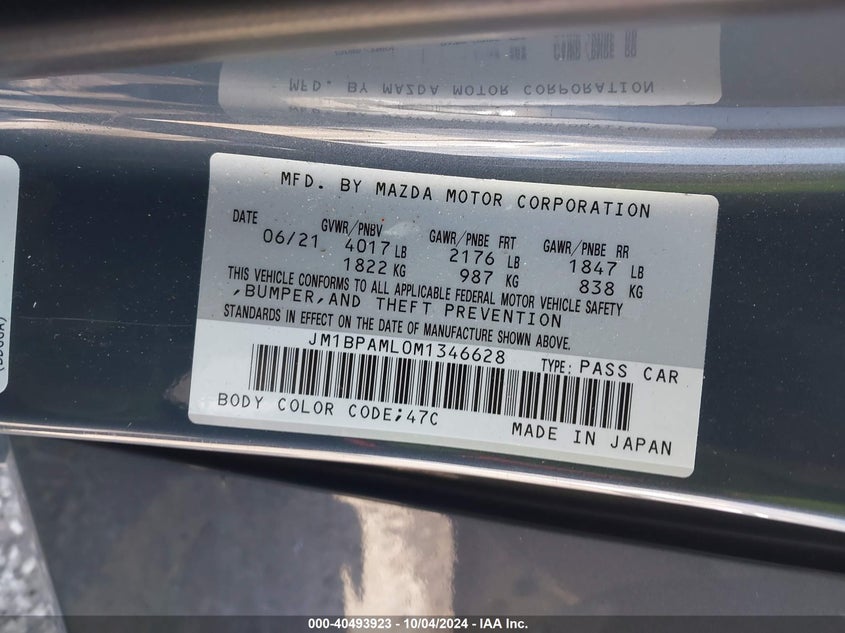 MFD. BY MAZDA MOTOR CORPORATION
MFD. BY MAZDA MOTOR CORPORATION
DATE GVWR/PNBV GAWR/PNBE FRT GAWR/PNBE RR
06/21 4017 LB 2176 LB 1847 LB
1822 KG 987 KG 838 KG
THIS VEHICLE CONFORMS TO ALL APPLICABLE FEDERAL MOTOR VEHICLE SAFETY
,BUMPER,AND THEFT PREVENTION
STANDARDS IN EFFECT ON THE DATE OF MANUFACTURE SHOWN ABOVE.
JM1BPAML0M1346628 TYPE: PASS CAR
BODY COLOR CODE;47C
MADE IN JAPAN
000-40493923 - 10/04/2024 - IAA Inc.